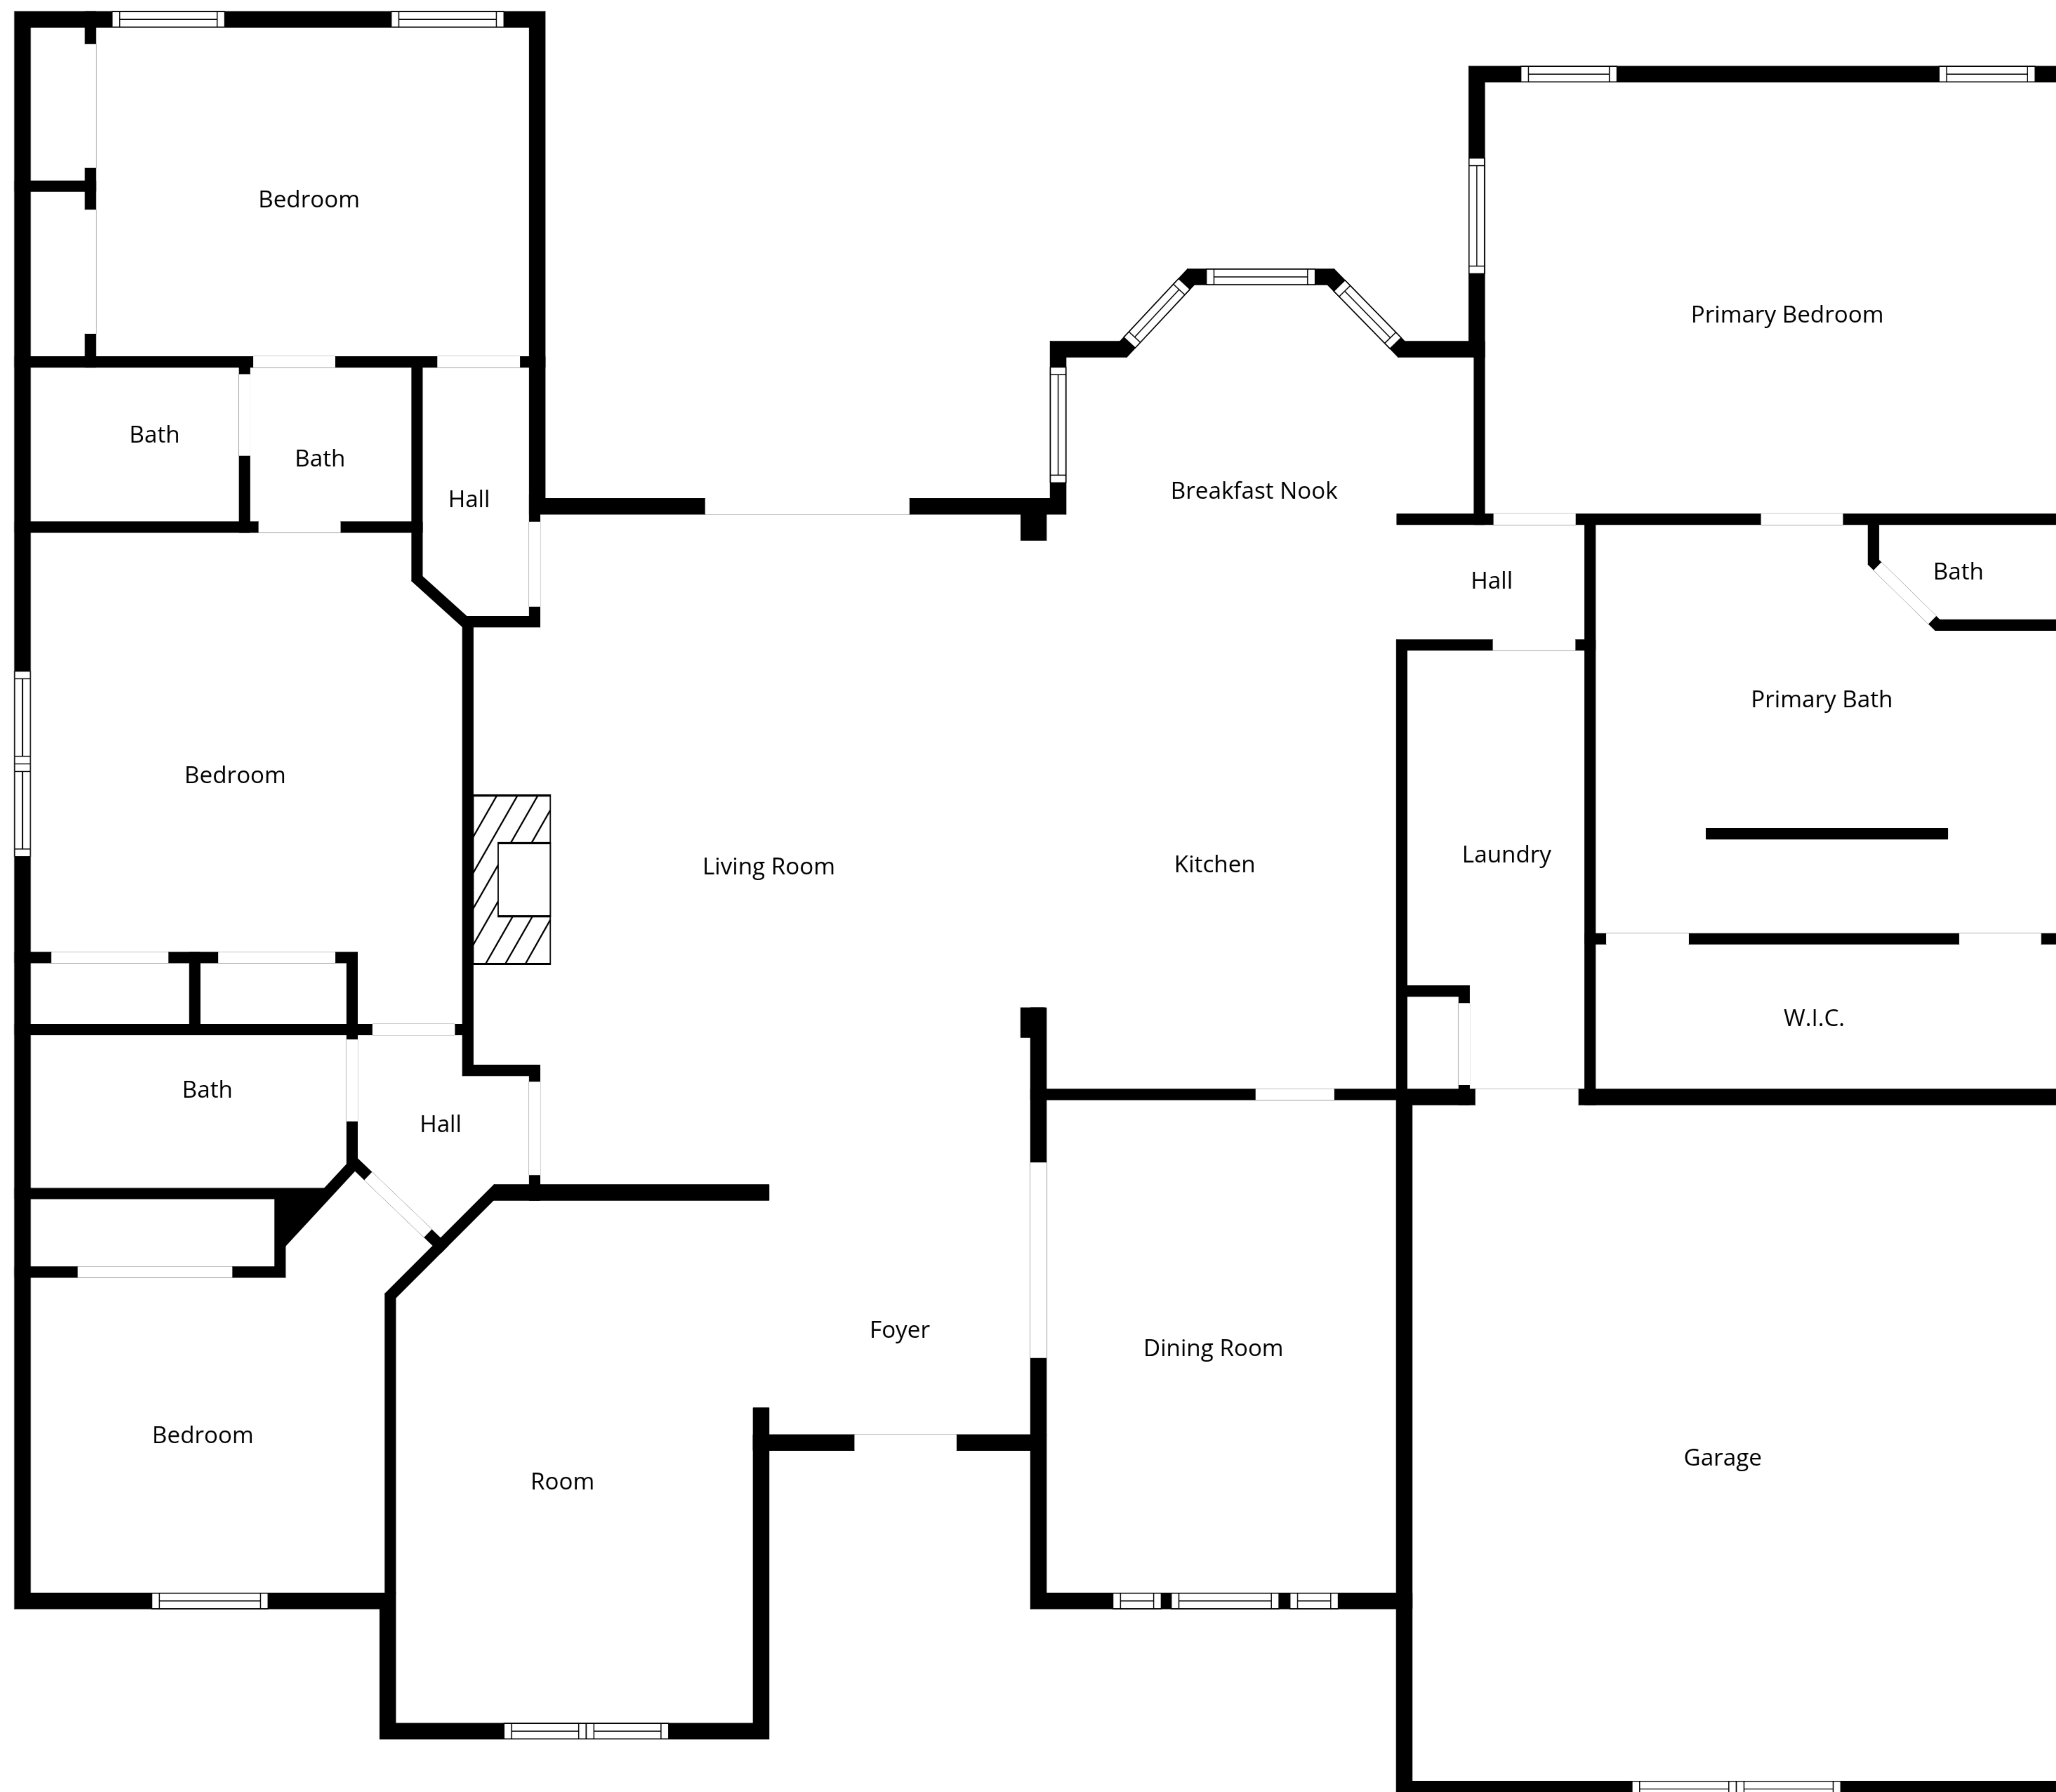 Bedroom
Primary Bedroom
Bath
Bath
Hall
Breakfast Nook
Hall
Bath
Primary Bath
Bedroom
Living Room
Kitchen
Laundry
W.I.C.
Bath
Hall
Foyer
Dining Room
Bedroom
Room
Garage